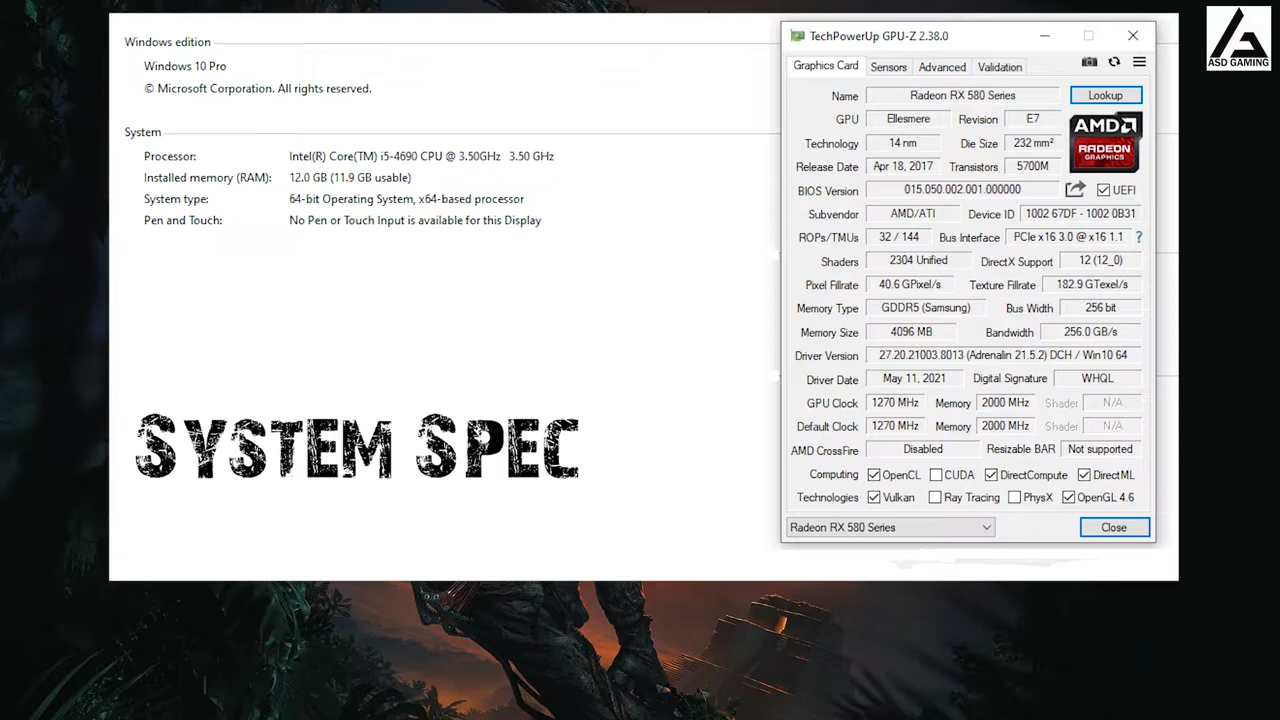 Windows edition
Windows 10 Pro
© Microsoft Corporation. All rights reserved.
System
Processor: Intel(R) Core(TM) i5-4690 CPU @ 3.50GHz 3.50 GHz
Installed memory (RAM): 12.0 GB (11.9 GB usable)
System type: 64-bit Operating System, x64-based processor
Pen and Touch: No Pen or Touch Input is available for this Display
SYSTEM SPEC
TechPowerUp GPU-Z 2.38.0
Graphics Card Sensors Advanced Validation
Name Radeon RX 580 Series Lookup
GPU Ellesmere Revision E7
AMD
RADEON
GRAPHICS
Technology 14 nm Die Size 232 mm²
Release Date Apr 18, 2017 Transistors 5700M
BIOS Version 015.050.002.001.000000 UEFI
Subvendor AMD/ATI Device ID 1002 67DF - 1002 0B31
ROPs/TMUs 32 / 144 Bus Interface PCIe x16 3.0 @ x16 1.1 ?
Shaders 2304 Unified DirectX Support 12 (12_0)
Pixel Fillrate 40.6 GPixel/s Texture Fillrate 182.9 GTexel/s
Memory Type GDDR5 (Samsung) Bus Width 256 bit
Memory Size 4096 MB Bandwidth 256.0 GB/s
Driver Version 27.20.21003.8013 (Adrenalin 21.5.2) DCH / Win10 64
Driver Date May 11, 2021 Digital Signature WHQL
GPU Clock 1270 MHz Memory 2000 MHz Shader N/A
Default Clock 1270 MHz Memory 2000 MHz Shader N/A
AMD CrossFire Disabled Resizable BAR Not supported
Computing OpenCL CUDA DirectCompute DirectML
Technologies Vulkan Ray Tracing PhysX OpenGL 4.6
Radeon RX 580 Series Close
ASD GAMING